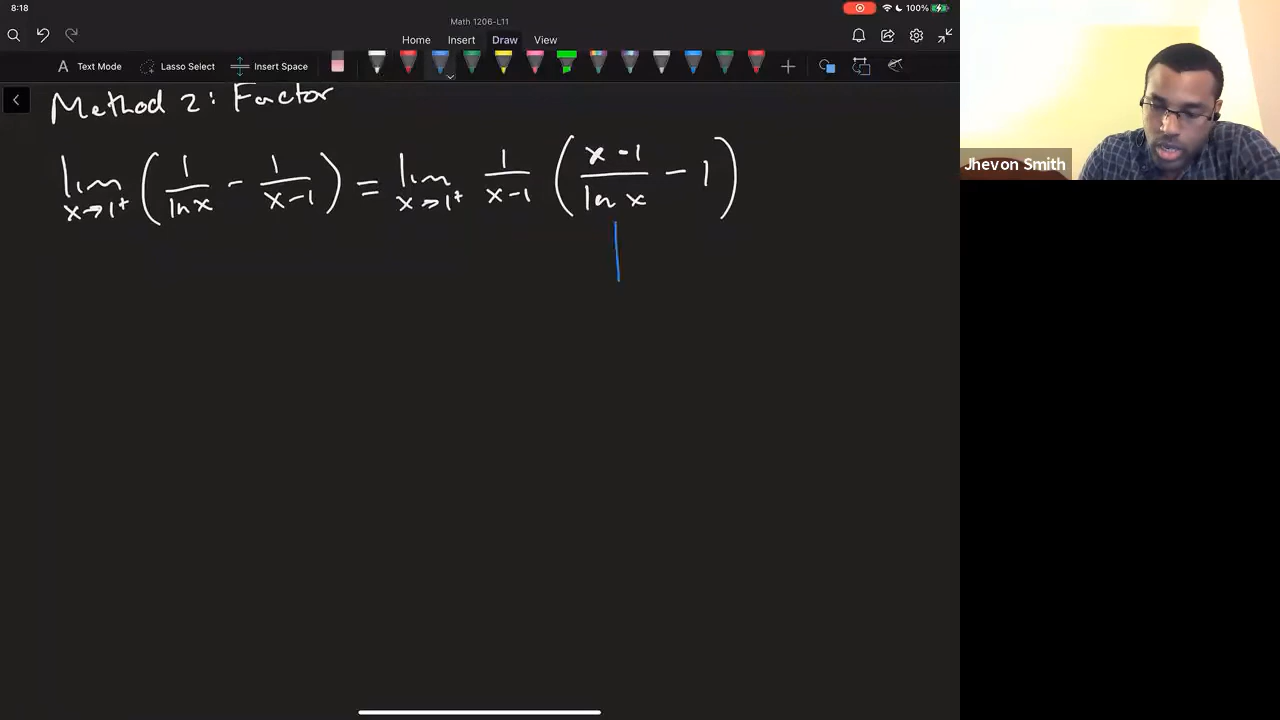 8:18
100%
Math 1206-L11
Home Insert Draw View
Text Mode Lasso Select Insert Space
Method 2: Factor
lim x→1⁺ (1/ln x − 1/(x−1)) = lim x→1⁺ 1/(x−1) ((x−1)/ln x − 1)
Jhevon Smith